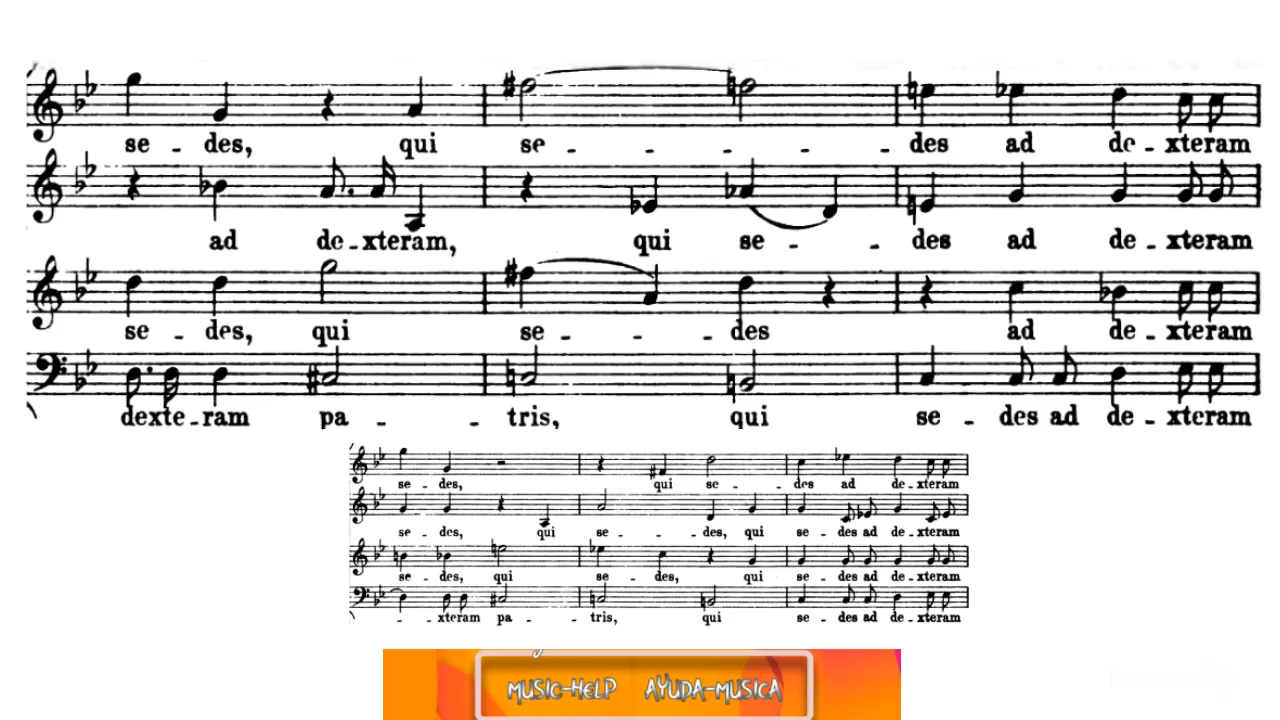 se - des, qui se - - - - des ad de - xteram
ad de - xteram, qui se - - des ad de - xteram
se - des, qui se - - des ad de - xteram
dexte - ram pa - - tris, qui se - des ad de - xteram
se - des, qui se - - des ad de - xteram
se - des, qui se - - des, qui se - des ad de - xteram
se - des, qui se - des, qui se - des ad de - xteram
- - xteram pa - - tris, qui se - des ad de - xteram
MUSIC-HELP AYUDA-MUSICA